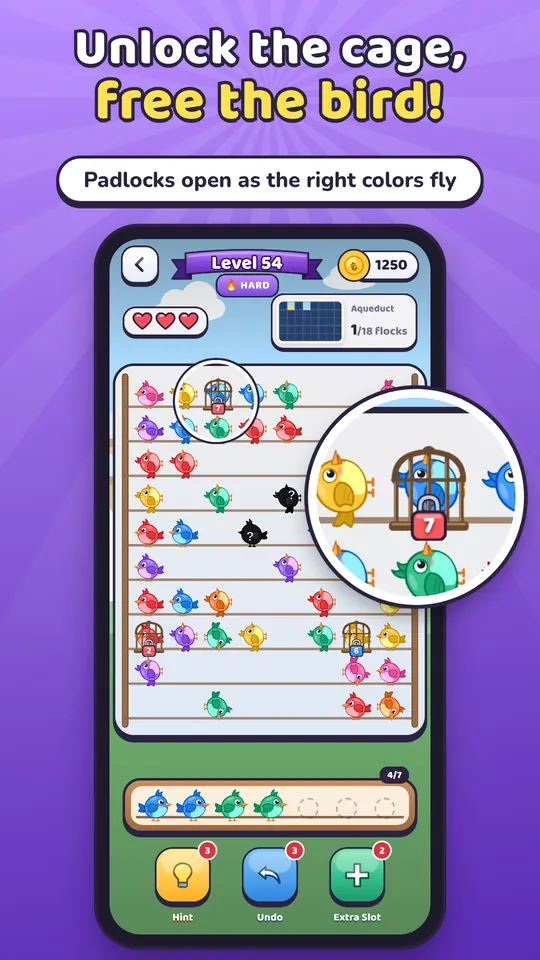 Unlock the cage,
free the bird!
Padlocks open as the right colors fly
Level 54
HARD
1250
Aqueduct
1/18 flocks
7
7
?
?
2
6
4/7
3
3
2
Hint
Undo
Extra Slot